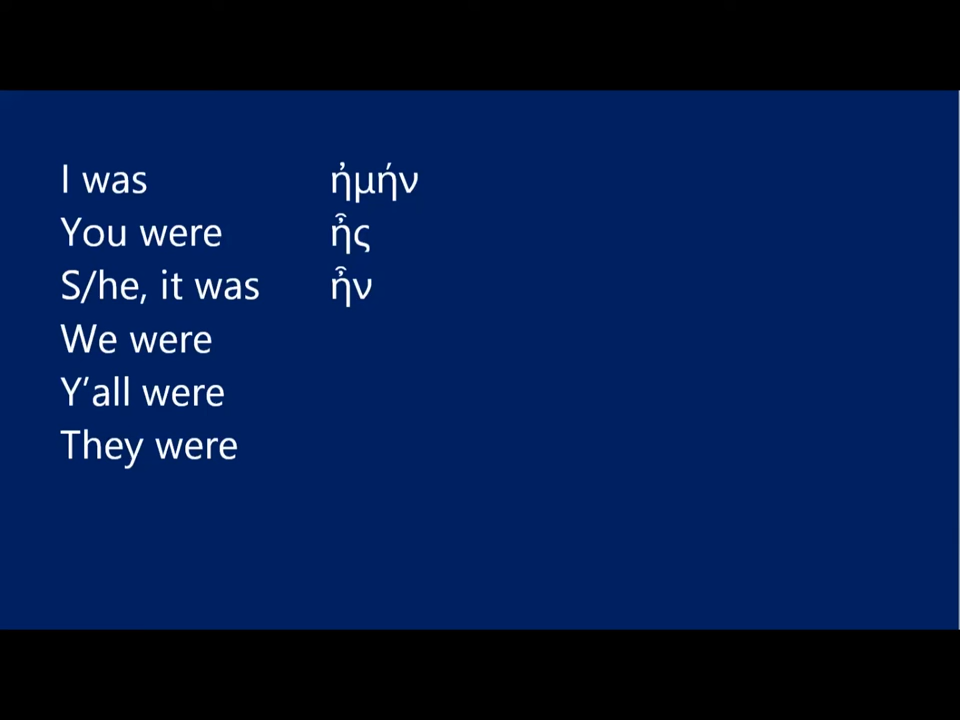 I was ἠμήν
You were ἦς
S/he, it was ἦν
We were
Y’all were
They were